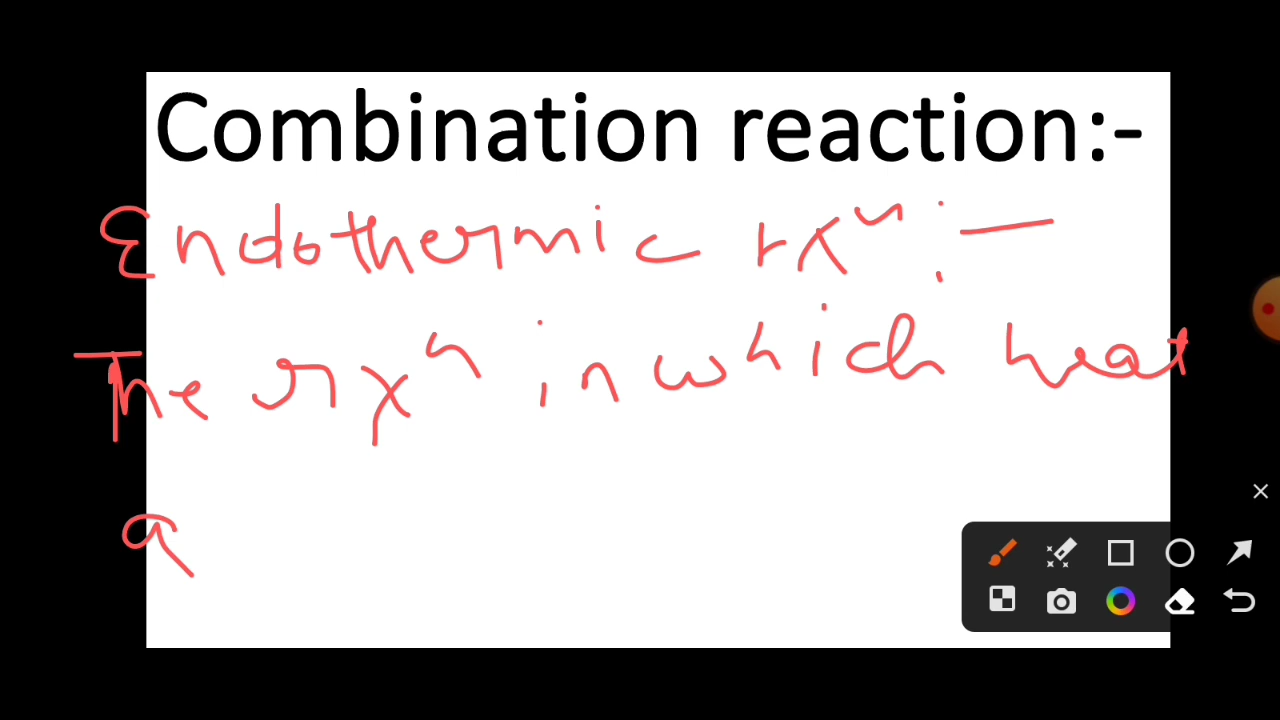 Combination reaction:-
Endothermic rxn :—
The rxn in which heat
a